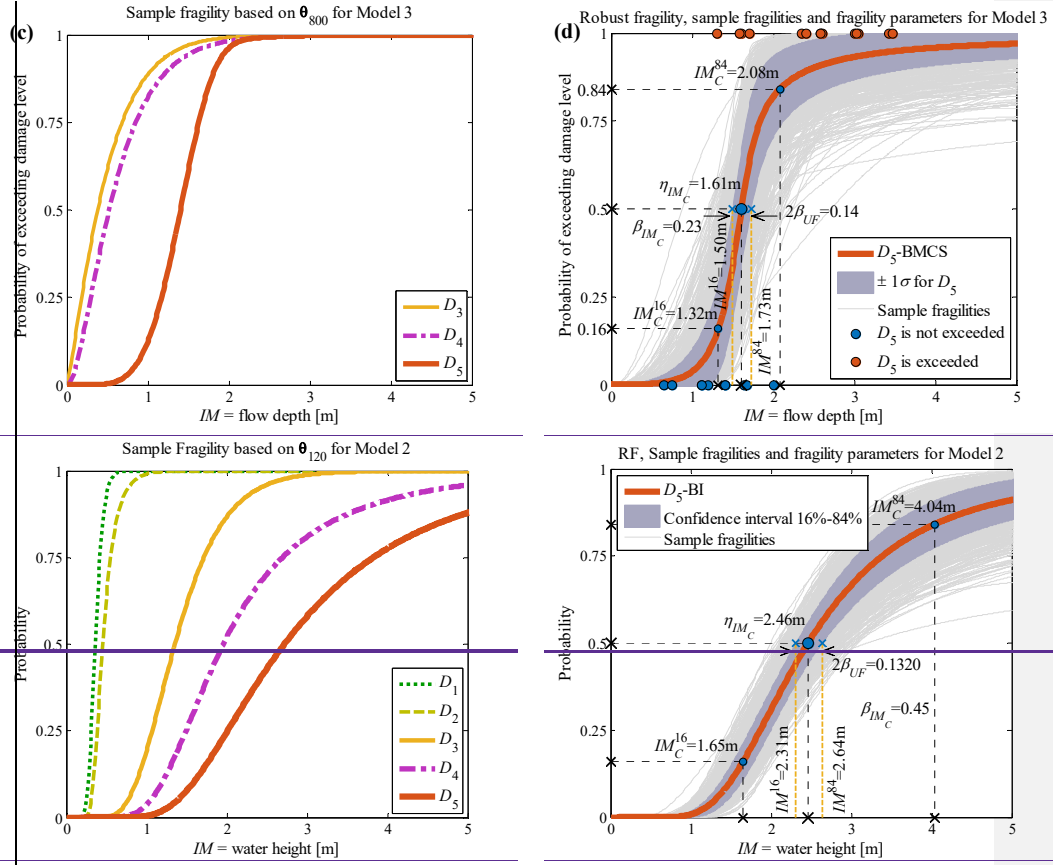 (c)
Sample fragility based on θ800 for Model 3
Probability of exceeding damage level
1
0.75
0.5
0.25
0
D3
D4
D5
0 1 2 3 4 5
IM = flow depth [m]
(d)
Robust fragility, sample fragilities and fragility parameters for Model 3
Probability of exceeding damage level
1
0.84
0.75
0.5
0.25
0.16
0
IM_C^84=2.08m
η_IM_C=1.61m
β_IM_C=0.23
2β_UF=0.14
IM^16=1.50m
IM^84=1.73m
IM_C^16=1.32m
D5-BMCS
± 1σ for D5
Sample fragilities
D5 is not exceeded
D5 is exceeded
0 1 2 3 4 5
IM = flow depth [m]
Sample Fragility based on θ120 for Model 2
Probability
1
0.75
0.5
0.25
0
D1
D2
D3
D4
D5
0 1 2 3 4 5
IM = water height [m]
RF, Sample fragilities and fragility parameters for Model 2
Probability
1
0.75
0.5
0.25
0
D5-BI
Confidence interval 16%-84%
Sample fragilities
IM_C^84=4.04m
η_IM_C=2.46m
2β_UF=0.1320
β_IM_C=0.45
IM_C^16=1.65m
IM^16=2.31m
IM^84=2.64m
0 1 2 3 4 5
IM = water height [m]